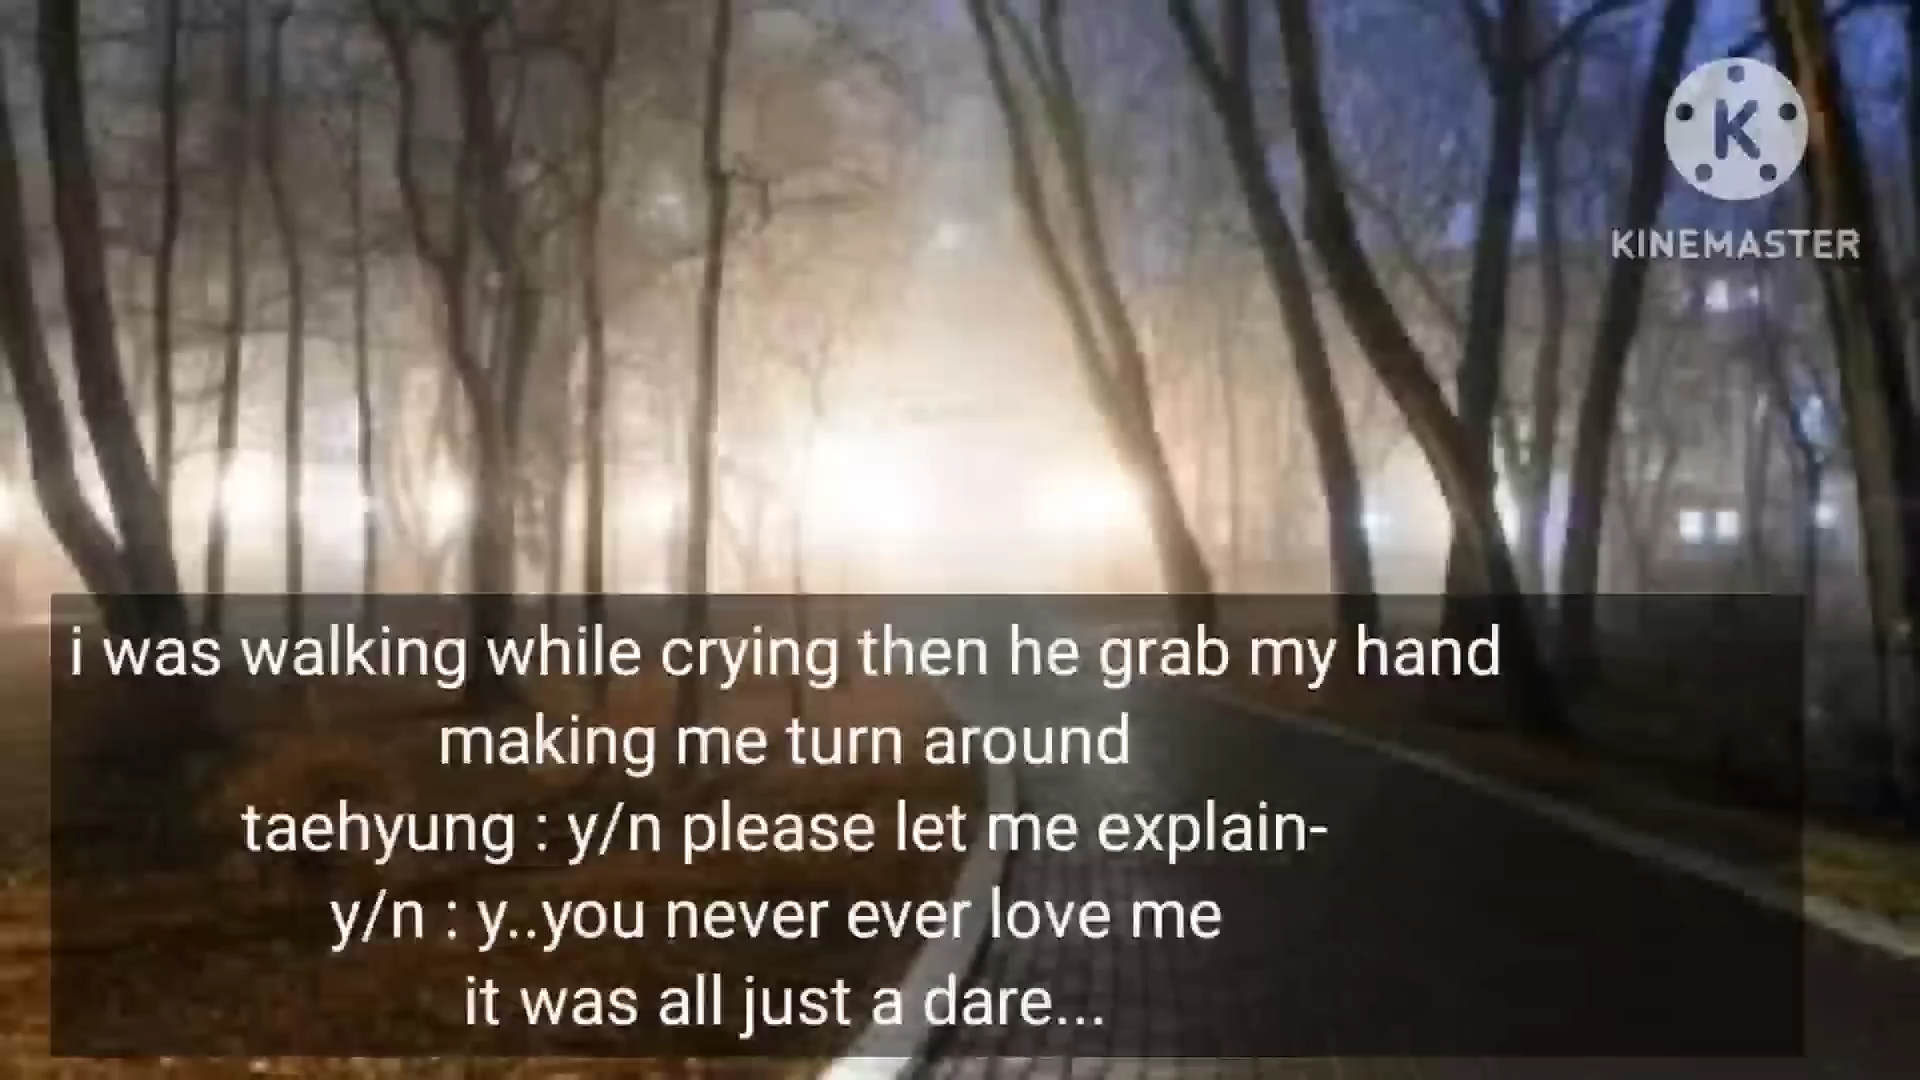 K
KINEMASTER
i was walking while crying then he grab my hand
making me turn around
taehyung : y/n please let me explain-
y/n : y..you never ever love me
it was all just a dare...